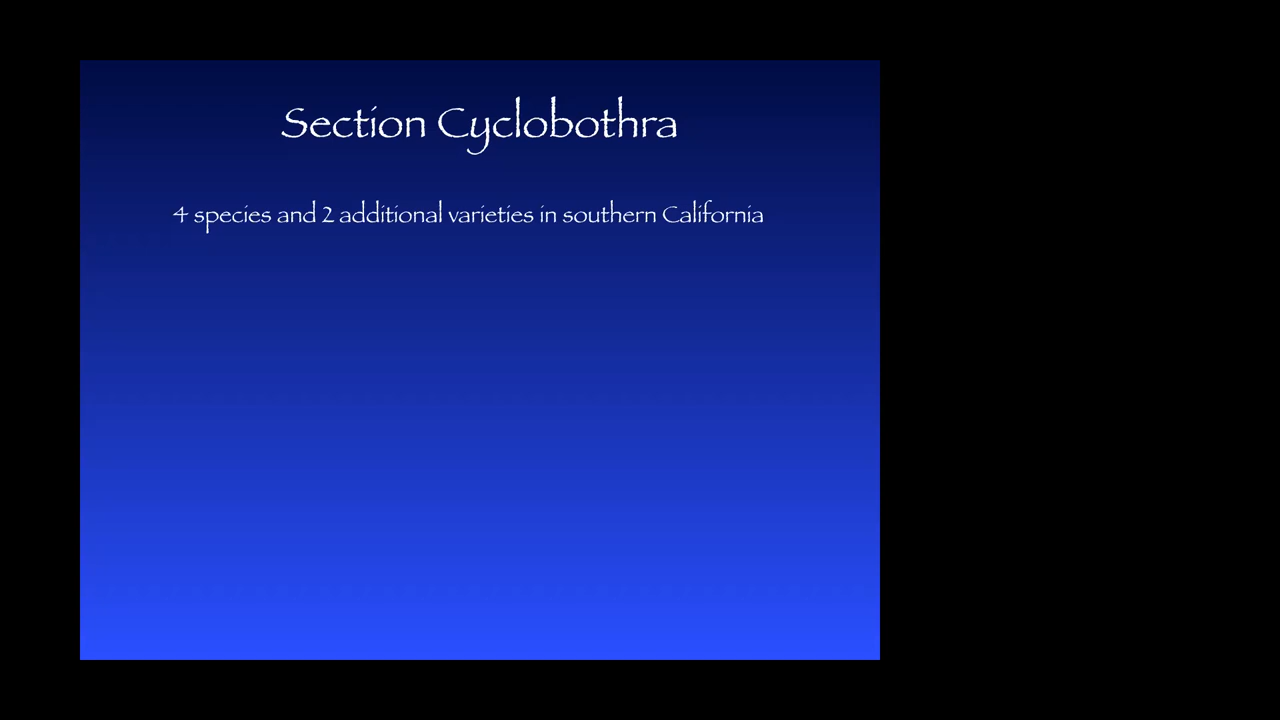 Section Cyclobothra
4 species and 2 additional varieties in southern California